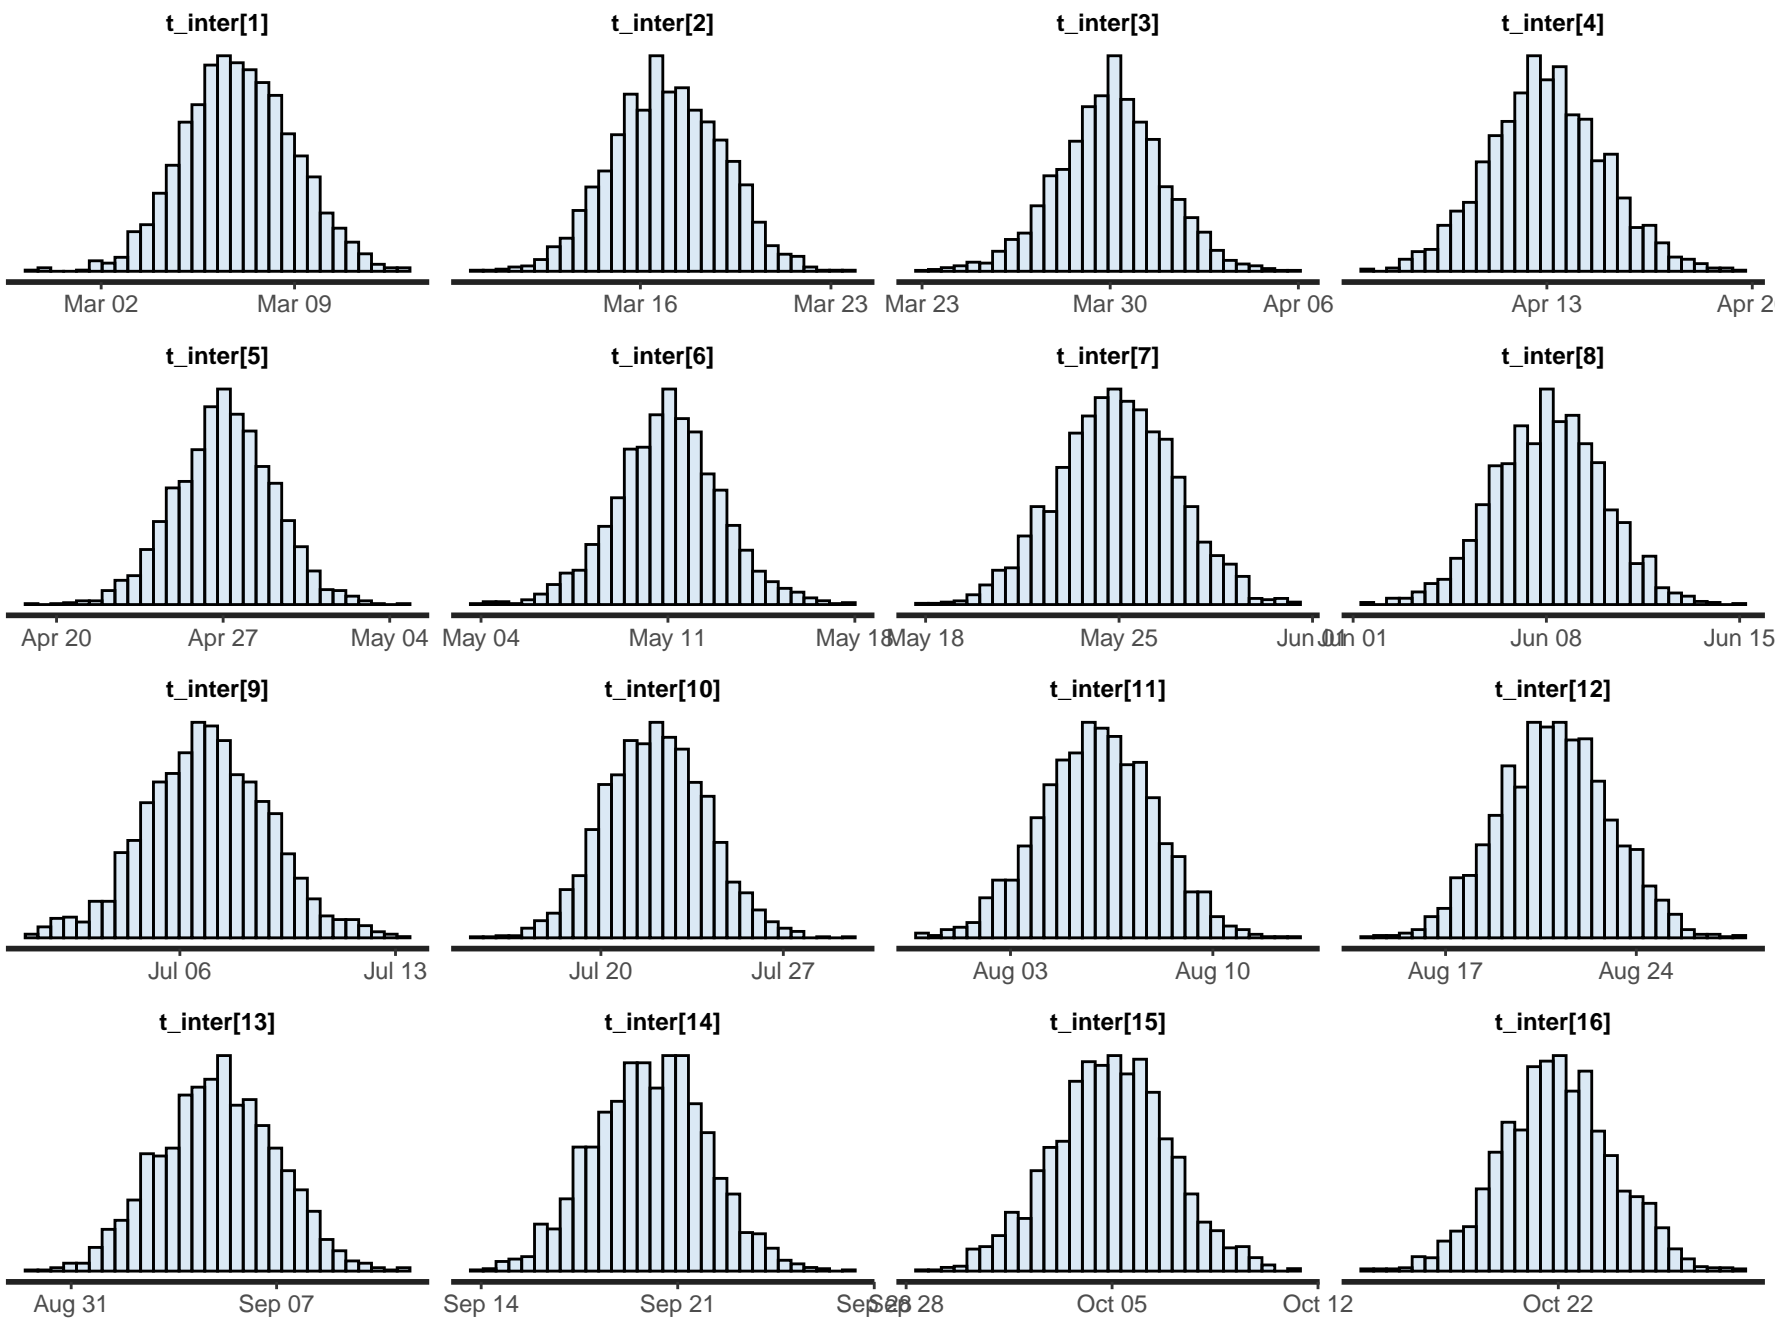 t_inter[1] t_inter[2] t_inter[3] t_inter[4]
Mar 02 Mar 09 Mar 16 Mar 23 Mar 23 Mar 30 Apr 06 Apr 13 Apr 2
t_inter[5] t_inter[6] t_inter[7] t_inter[8]
Apr 20 Apr 27 May 04 May 04 May 11 May 18 May 18 May 25 Jun 01 Jun 01 Jun 08 Jun 15
t_inter[9] t_inter[10] t_inter[11] t_inter[12]
Jul 06 Jul 13 Jul 20 Jul 27 Aug 03 Aug 10 Aug 17 Aug 24
t_inter[13] t_inter[14] t_inter[15] t_inter[16]
Aug 31 Sep 07 Sep 14 Sep 21 Sep 28 Sep 28 Oct 05 Oct 12 Oct 22